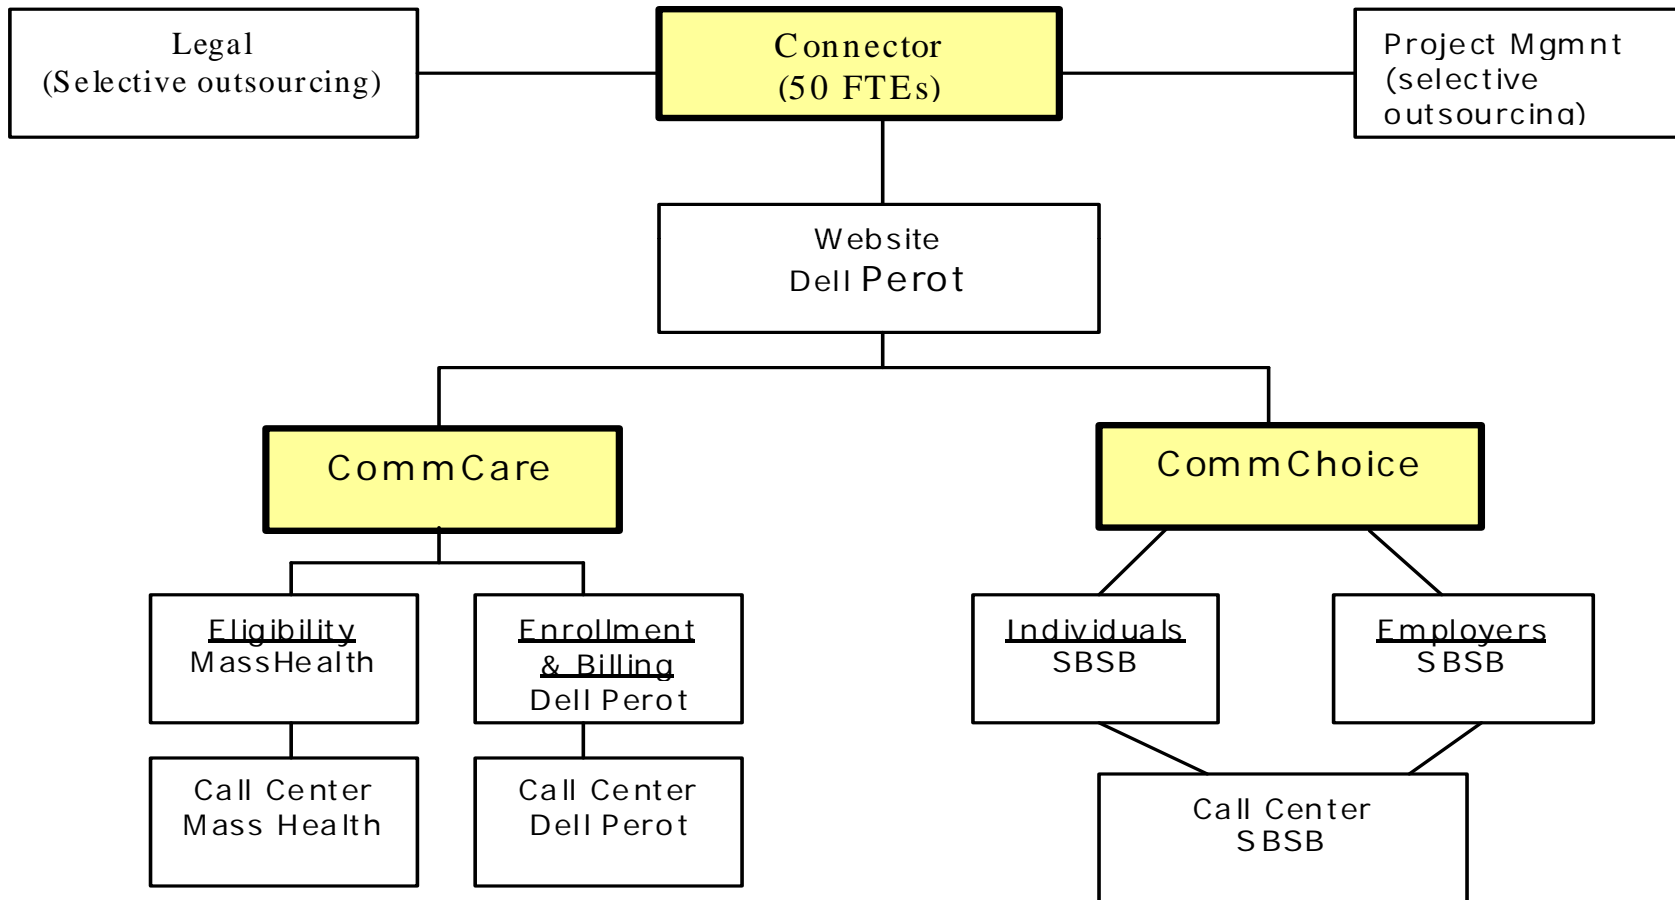 Legal
(Selective outsourcing)
Connector
(50 FTEs)
Project Mgmnt
(selective
outsourcing)
Website
Dell Perot
CommCare
CommChoice
Eligibility
MassHealth
Enrollment
& Billing
Dell Perot
Individuals
SBSB
Employers
SBSB
Call Center
Mass Health
Call Center
Dell Perot
Call Center
SBSB